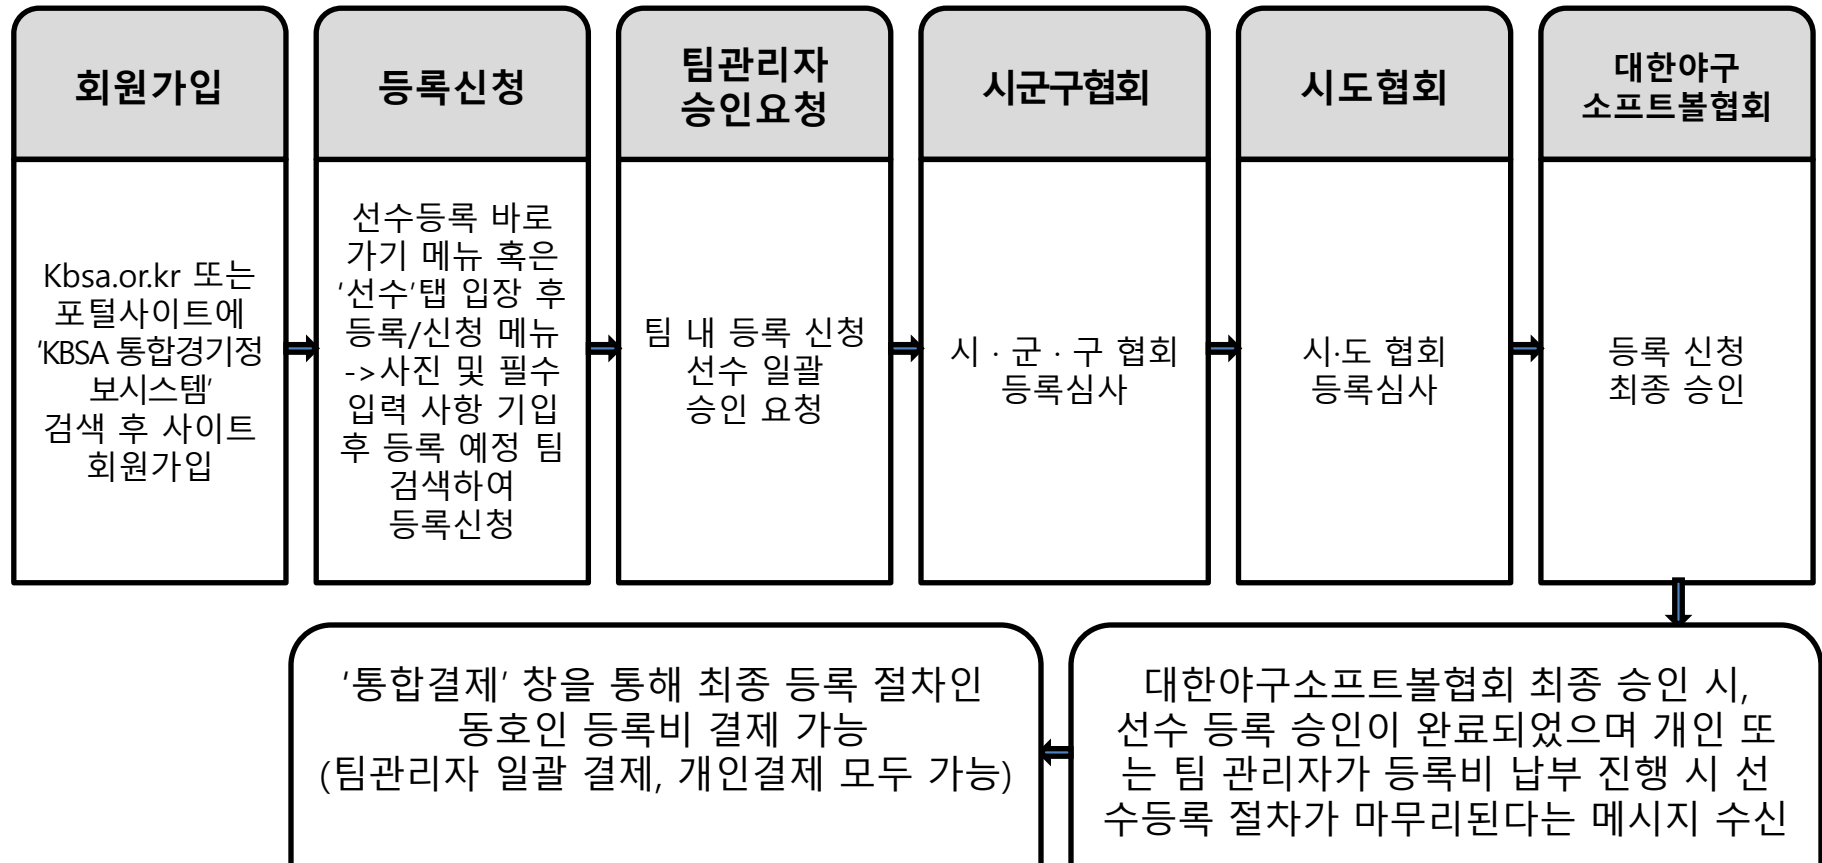 회원가입
Kbsa.or.kr 또는
포털사이트에
'KBSA 통합경기정
보시스템'
검색 후 사이트
회원가입
등록신청
선수등록 바로
가기 메뉴 혹은
'선수'탭 입장 후
등록/신청 메뉴
->사진 및 필수
입력 사항 기입
후 등록 예정 팀
검색하여
등록신청
팀관리자
승인요청
팀 내 등록 신청
선수 일괄
승인 요청
시군구협회
시 · 군 · 구 협회
등록심사
시도협회
시·도 협회
등록심사
대한야구
소프트볼협회
등록 신청
최종 승인
대한야구소프트볼협회 최종 승인 시,
선수 등록 승인이 완료되었으며 개인 또
는 팀 관리자가 등록비 납부 진행 시 선
수등록 절차가 마무리된다는 메시지 수신
'통합결제' 창을 통해 최종 등록 절차인
동호인 등록비 결제 가능
(팀관리자 일괄 결제, 개인결제 모두 가능)